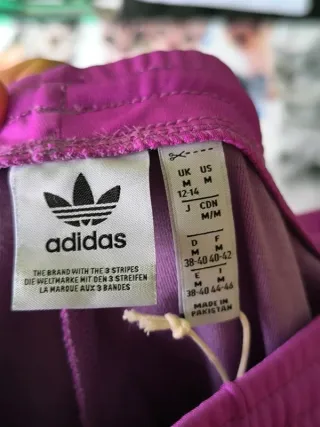 adidas
THE BRAND WITH THE 3 STRIPES
DIE WELTMARKE MIT DEN 3 STREIFEN
LA MARQUE AUX 3 BANDES
UK US
M M
12-14
J CDN
M/M
D F
M M
38-40 40-42
E I
M M
38-40 44-46
MADE IN
PAKISTAN